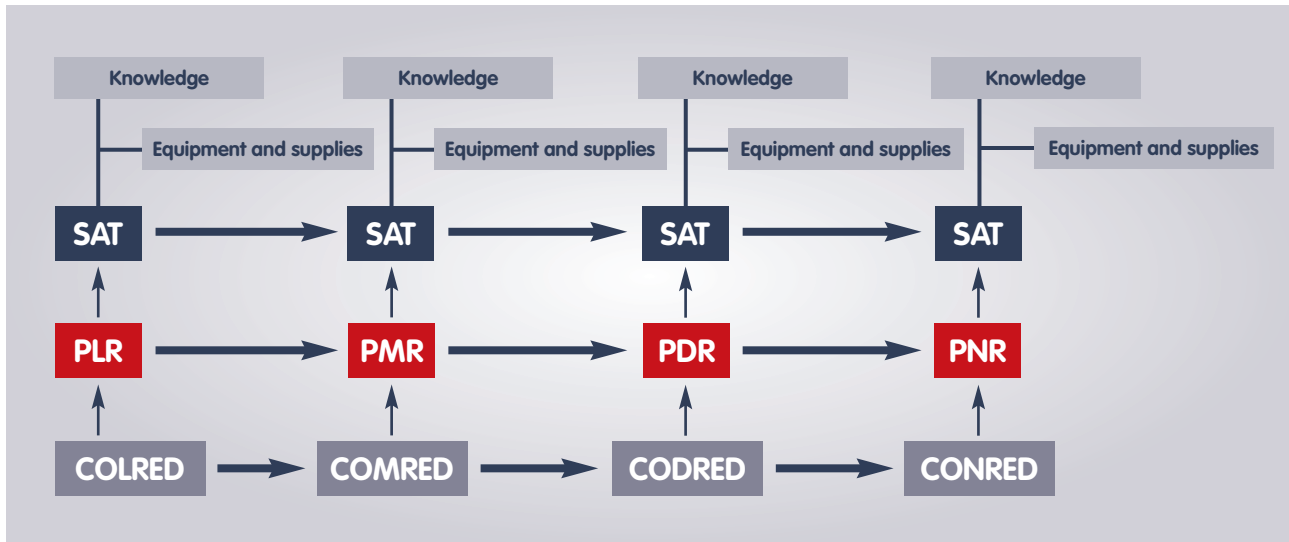 Knowledge
Knowledge
Knowledge
Knowledge
Equipment and supplies
Equipment and supplies
Equipment and supplies
Equipment and supplies
SAT
SAT
SAT
SAT
PLR
PMR
PDR
PNR
COLRED
COMRED
CODRED
CONRED